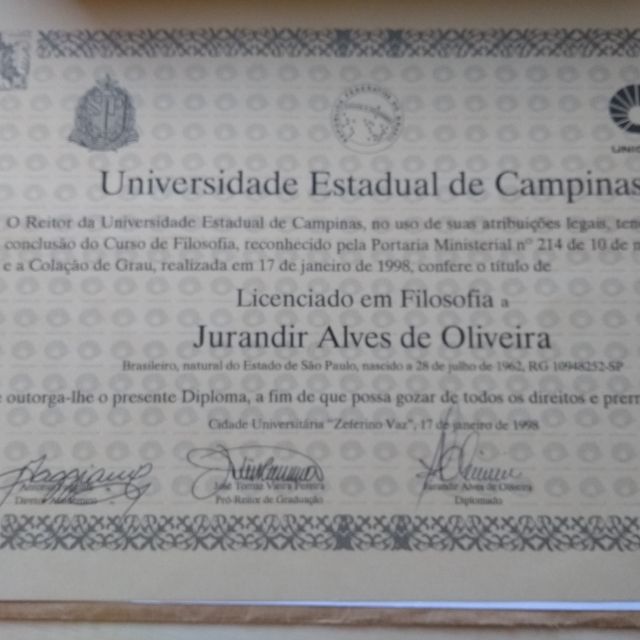 UNIC
Universidade Estadual de Campinas
O Reitor da Universidade Estadual de Campinas, no uso de suas atribuições legais, ten
conclusão do Curso de Filosofia, reconhecido pela Portaria Ministerial nº 214 de 10 de
e a Colação de Grau, realizada em 17 de janeiro de 1998, confere o título de
Licenciado em Filosofia a
Jurandir Alves de Oliveira
Brasileiro, natural do Estado de São Paulo, nascido a 28 de julho de 1962, RG 10948252-SP
outorga-lhe o presente Diploma, a fim de que possa gozar de todos os direitos e prerr
Cidade Universitária "Zeferino Vaz", 17 de janeiro de 1998
Jurandir Alves de Oliveira
Diretor Acadêmico Pró-Reitor de Graduação Diplomado